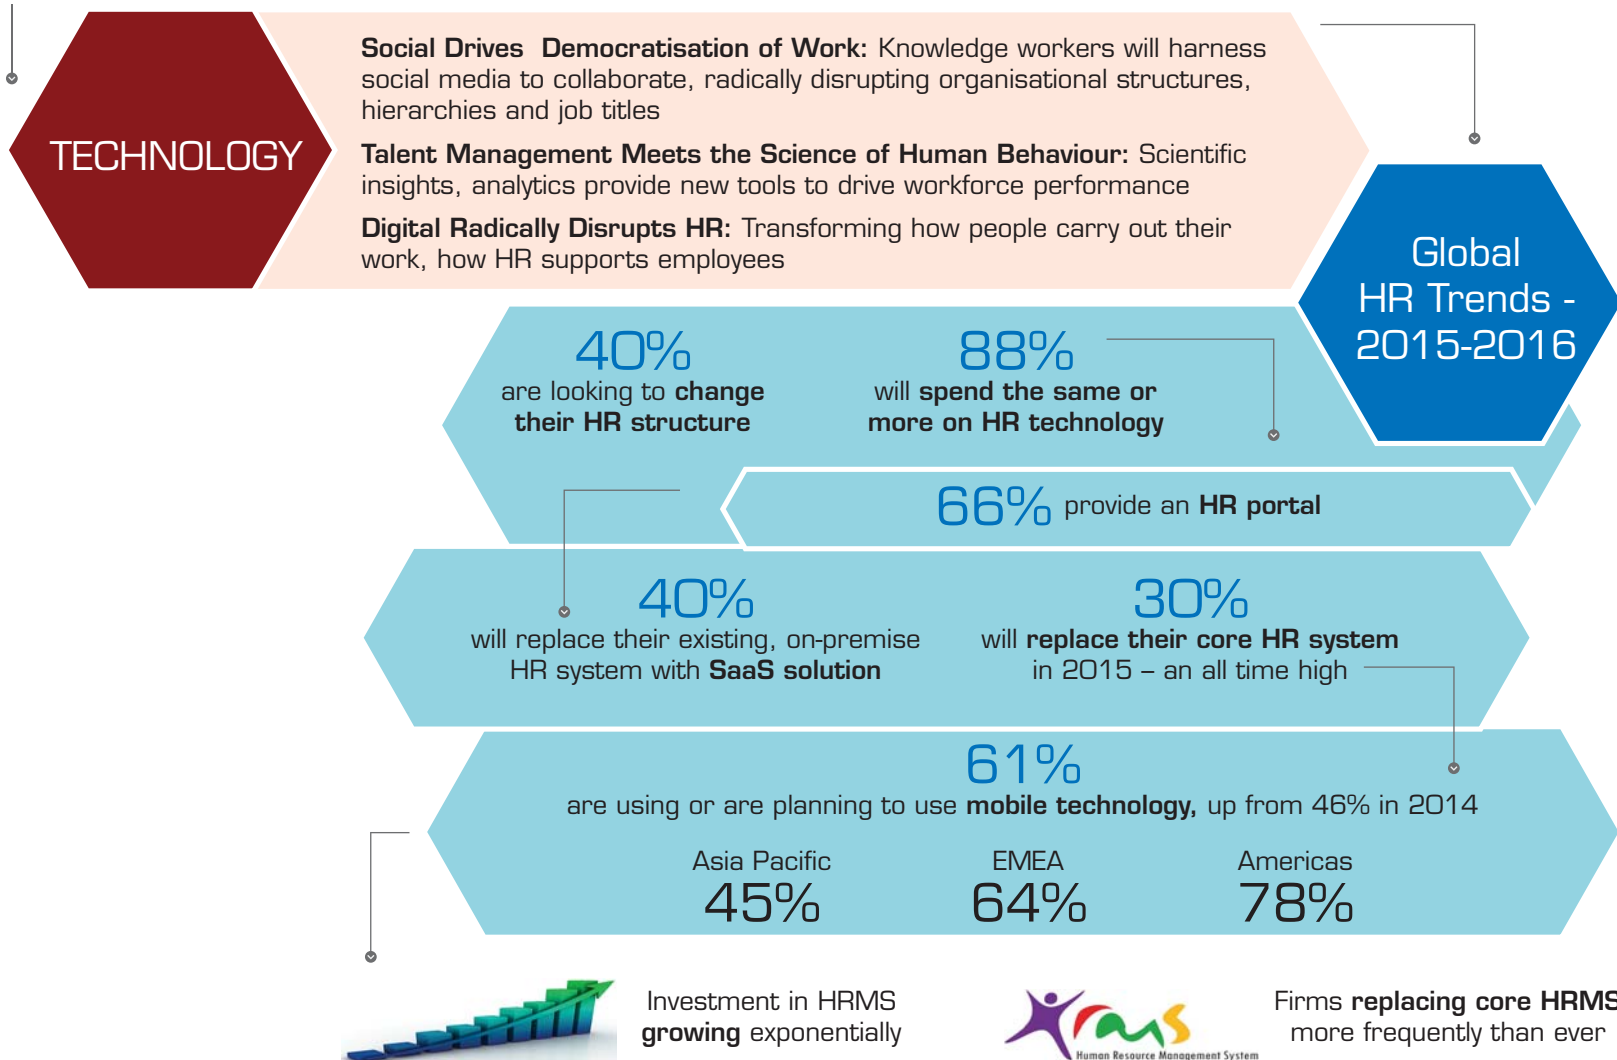 TECHNOLOGY
Social Drives Democratisation of Work: Knowledge workers will harness
social media to collaborate, radically disrupting organisational structures,
hierarchies and job titles
Talent Management Meets the Science of Human Behaviour: Scientific
insights, analytics provide new tools to drive workforce performance
Digital Radically Disrupts HR: Transforming how people carry out their
work, how HR supports employees
Global
HR Trends -
2015-2016
40%
are looking to change
their HR structure
88%
will spend the same or
more on HR technology
66% provide an HR portal
40%
will replace their existing, on-premise
HR system with SaaS solution
30%
will replace their core HR system
in 2015 – an all time high
61%
are using or are planning to use mobile technology, up from 46% in 2014
Asia Pacific
45%
EMEA
64%
Americas
78%
Investment in HRMS
growing exponentially
Hrms
Human Resource Management System
Firms replacing core HRMS
more frequently than ever